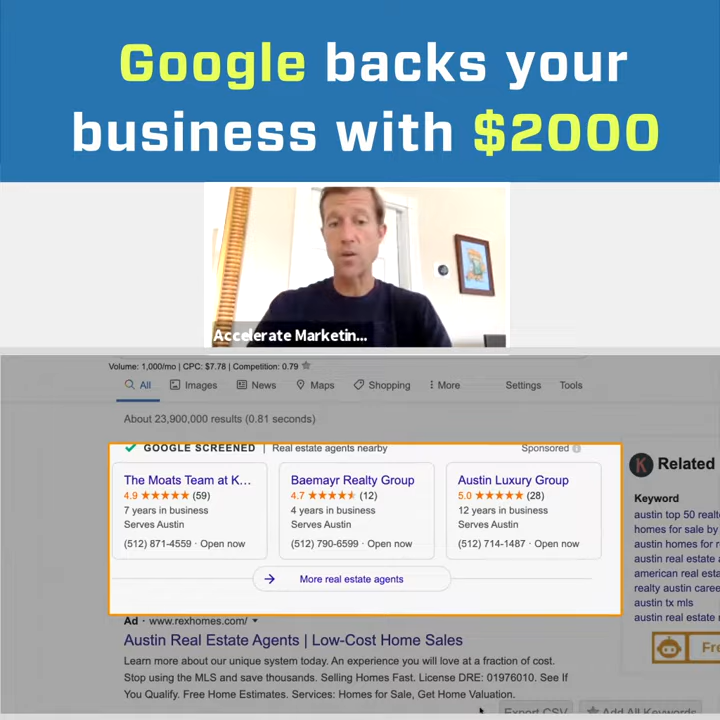 Google backs your
business with $2000
Accelerate Marketin...
Volume: 1,000/mo | CPC: $7.78 | Competition: 0.79
All Images News Maps Shopping More Settings Tools
About 23,900,000 results (0.81 seconds)
GOOGLE SCREENED | Real estate agents nearby Sponsored
The Moats Team at K...
4.9 (59)
7 years in business
Serves Austin
(512) 871-4559 · Open now
Baemayr Realty Group
4.7 (12)
4 years in business
Serves Austin
(512) 790-6599 · Open now
Austin Luxury Group
5.0 (28)
12 years in business
Serves Austin
(512) 714-1487 · Open now
More real estate agents
Ad · www.rexhomes.com/
Austin Real Estate Agents | Low-Cost Home Sales
Learn more about our unique system today. An experience you will love at a fraction of cost.
Stop using the MLS and save thousands. Selling Homes Fast. License DRE: 01976010. See If
You Qualify. Free Home Estimates. Services: Homes for Sale, Get Home Valuation.
K Related
Keyword
austin top 50 realt
homes for sale by
austin homes for r
austin real estate
american real esta
realty austin caree
austin tx mls
austin real estate
Fre
Export CSV
Add All Keywords